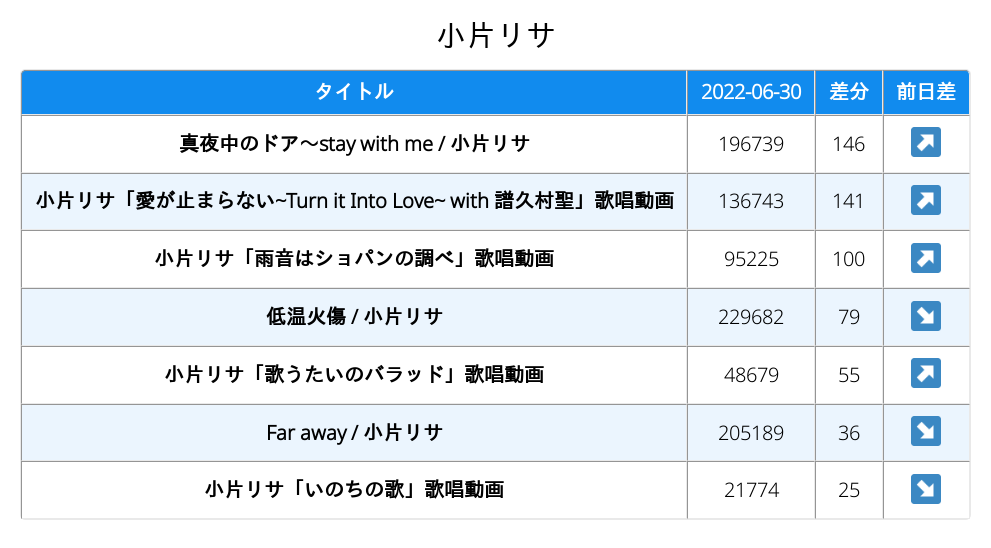 小片リサ
タイトル 2022-06-30 差分 前日差
真夜中のドア～stay with me / 小片リサ 196739 146 ↗
小片リサ「愛が止まらない~Turn it Into Love~ with 譜久村聖」歌唱動画 136743 141 ↗
小片リサ「雨音はショパンの調べ」歌唱動画 95225 100 ↗
低温火傷 / 小片リサ 229682 79 ↘
小片リサ「歌うたいのバラッド」歌唱動画 48679 55 ↗
Far away / 小片リサ 205189 36 ↘
小片リサ「いのちの歌」歌唱動画 21774 25 ↘